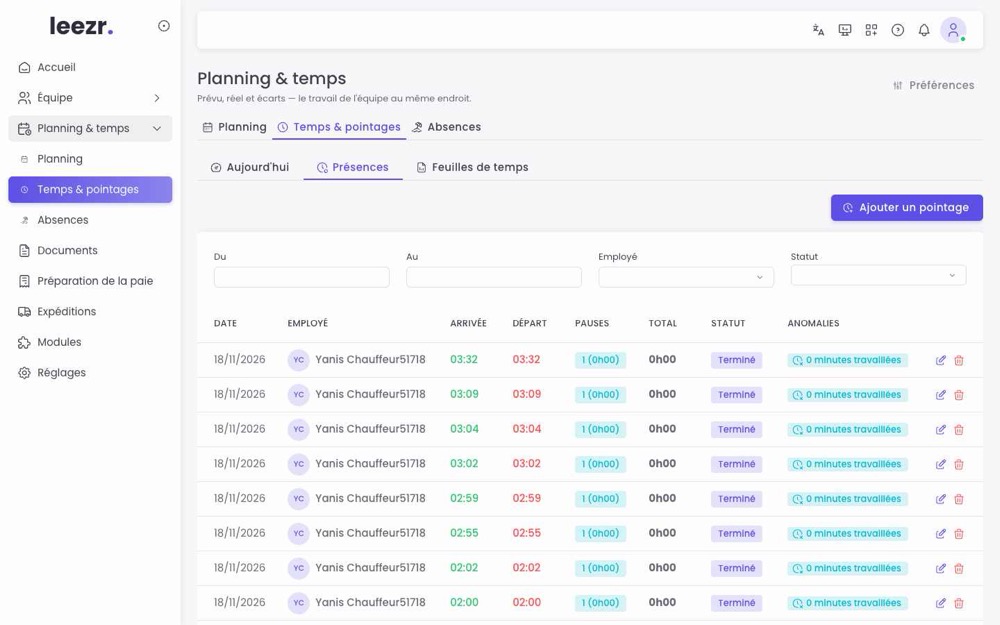 leezr.
Accueil
Équipe
Planning & temps
Planning
Temps & pointages
Absences
Documents
Préparation de la paie
Expéditions
Modules
Réglages
Planning & temps
Prévu, réel et écarts — le travail de l'équipe au même endroit.
Préférences
Planning Temps & pointages Absences
Aujourd'hui Présences Feuilles de temps
Ajouter un pointage
Du Au Employé Statut
DATE EMPLOYÉ ARRIVÉE DÉPART PAUSES TOTAL STATUT ANOMALIES
18/11/2026 YC Yanis Chauffeur51718 03:32 03:32 1 (0h00) 0h00 Terminé 0 minutes travaillées
18/11/2026 YC Yanis Chauffeur51718 03:09 03:09 1 (0h00) 0h00 Terminé 0 minutes travaillées
18/11/2026 YC Yanis Chauffeur51718 03:04 03:04 1 (0h00) 0h00 Terminé 0 minutes travaillées
18/11/2026 YC Yanis Chauffeur51718 03:02 03:02 1 (0h00) 0h00 Terminé 0 minutes travaillées
18/11/2026 YC Yanis Chauffeur51718 02:59 02:59 1 (0h00) 0h00 Terminé 0 minutes travaillées
18/11/2026 YC Yanis Chauffeur51718 02:55 02:55 1 (0h00) 0h00 Terminé 0 minutes travaillées
18/11/2026 YC Yanis Chauffeur51718 02:02 02:02 1 (0h00) 0h00 Terminé 0 minutes travaillées
18/11/2026 YC Yanis Chauffeur51718 02:00 02:00 1 (0h00) 0h00 Terminé 0 minutes travaillées